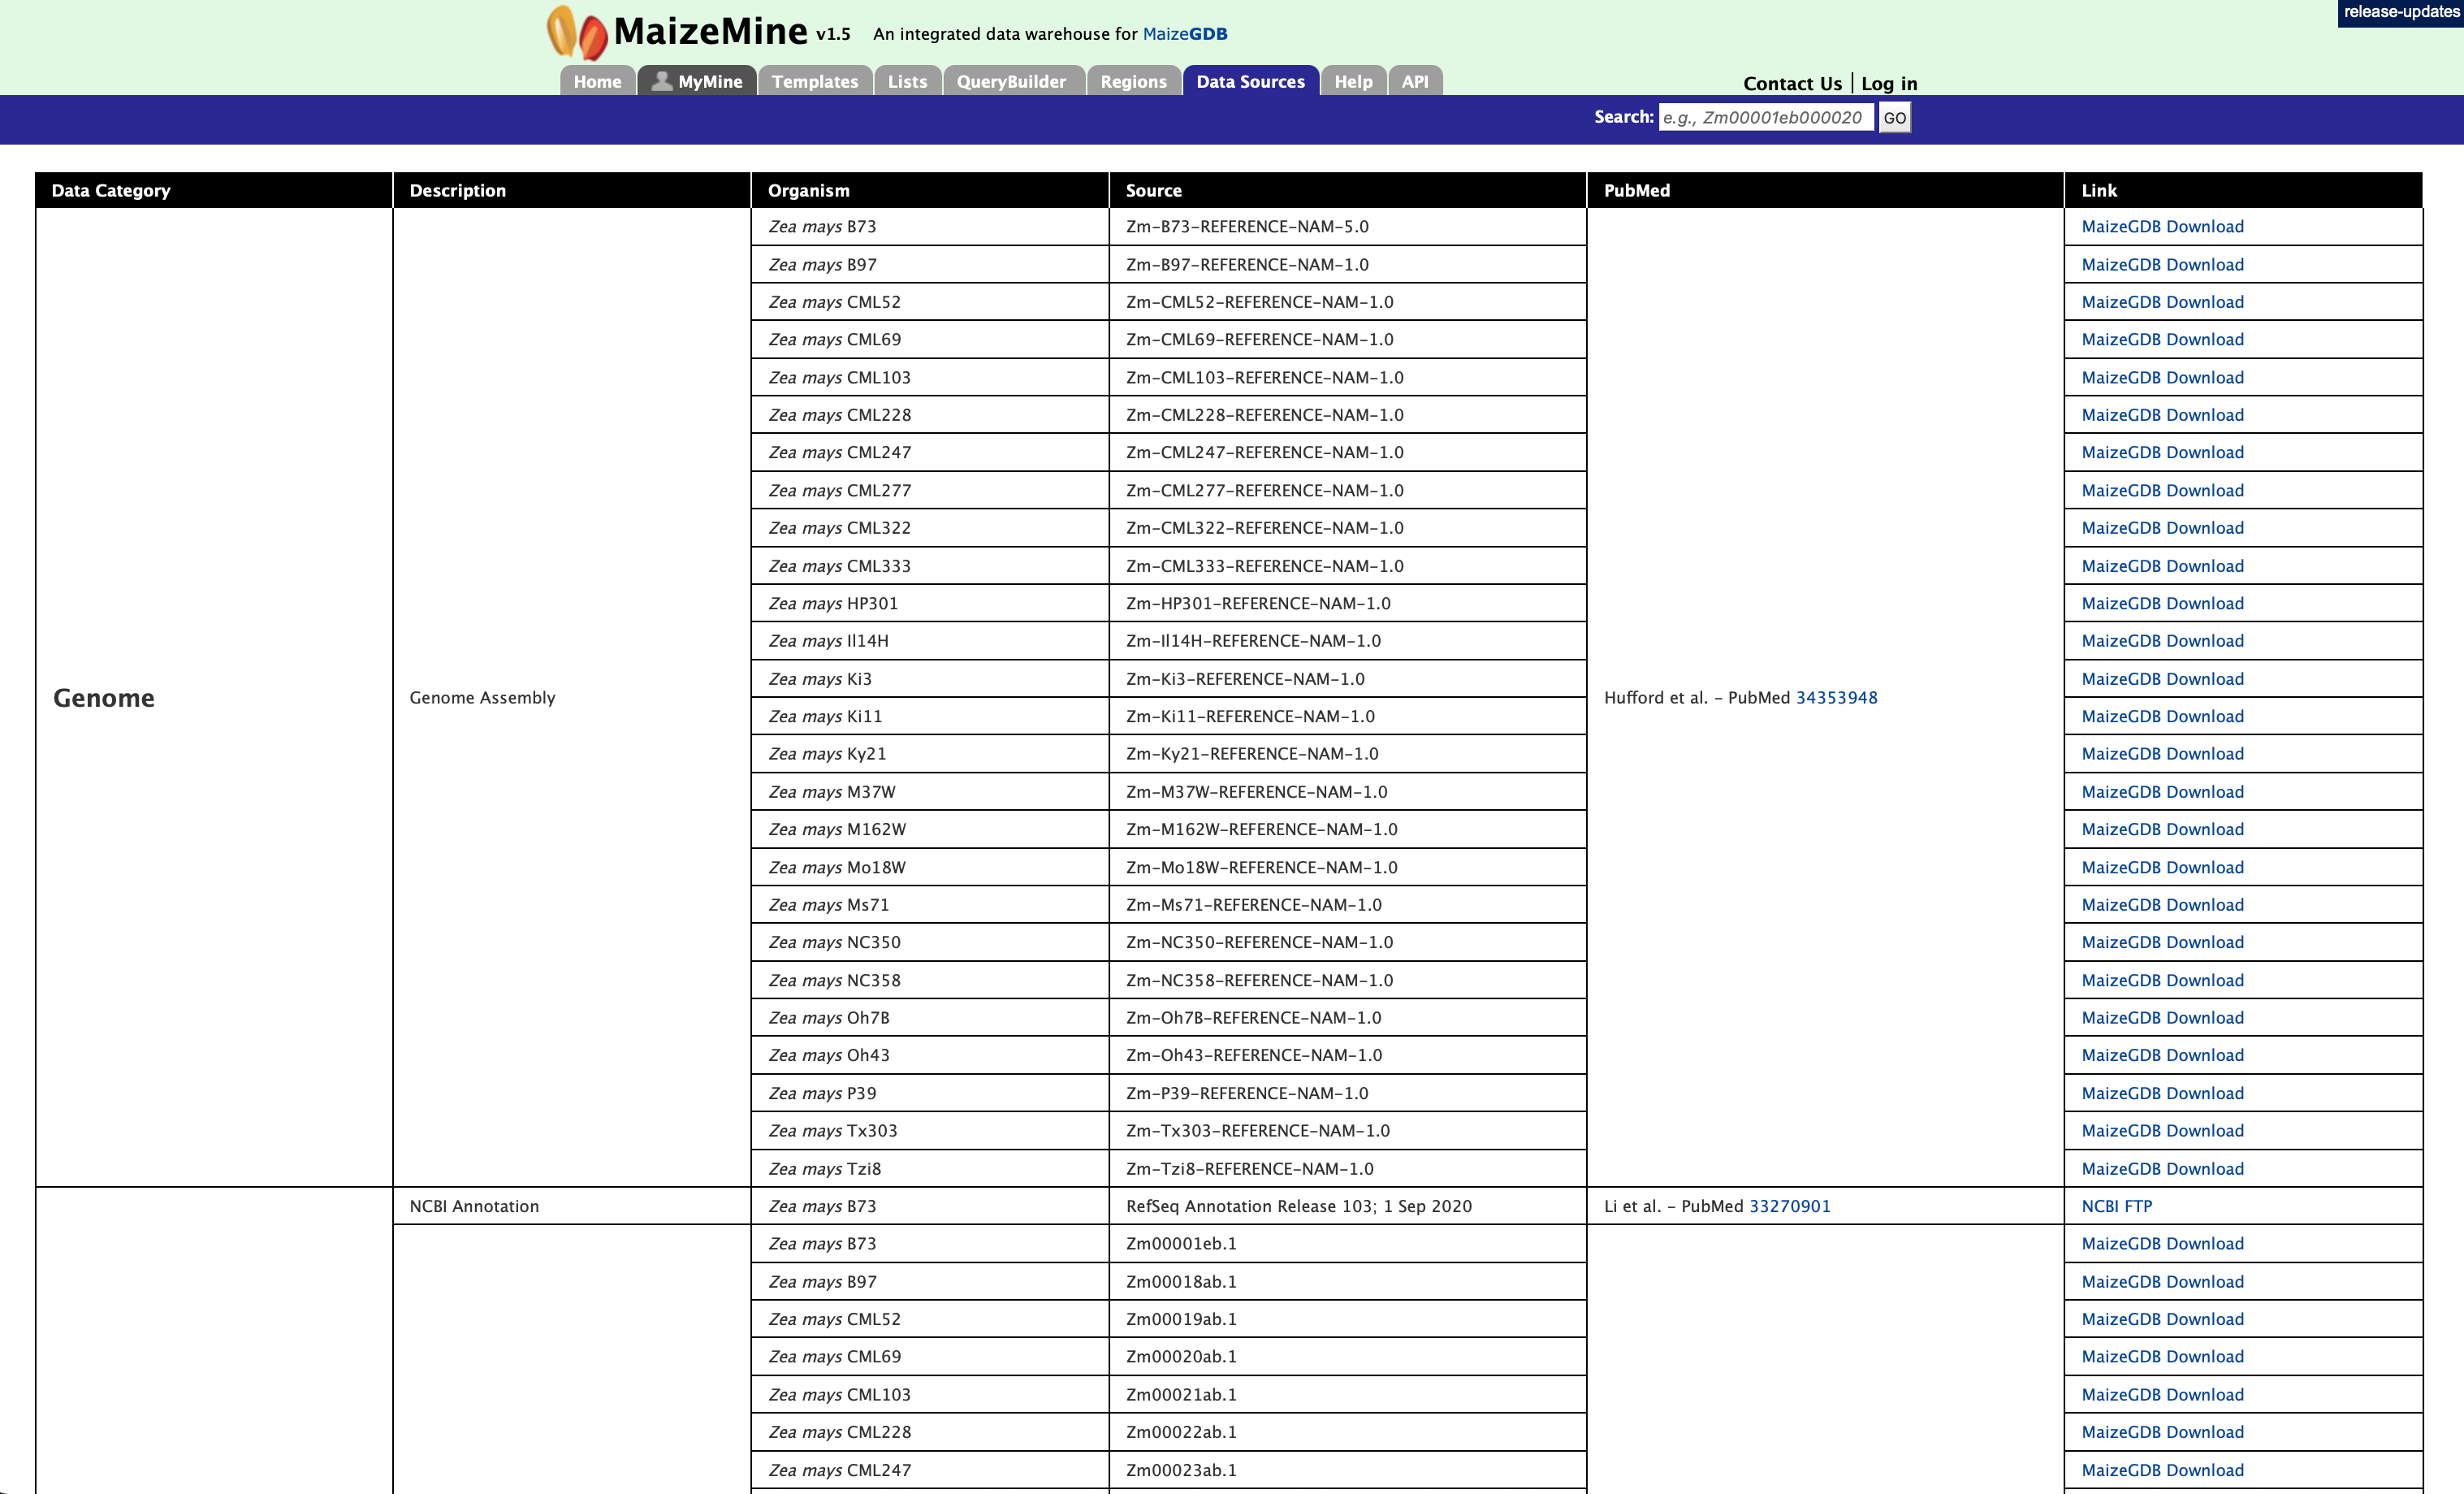 release-updates
MaizeMine v1.5 An integrated data warehouse for MaizeGDB
Home MyMine Templates Lists QueryBuilder Regions Data Sources Help API
Contact Us | Log in
Search: e.g., Zm00001eb000020 GO
Data Category Description Organism Source PubMed Link
Zea mays B73 Zm-B73-REFERENCE-NAM-5.0 MaizeGDB Download
Zea mays B97 Zm-B97-REFERENCE-NAM-1.0 MaizeGDB Download
Zea mays CML52 Zm-CML52-REFERENCE-NAM-1.0 MaizeGDB Download
Zea mays CML69 Zm-CML69-REFERENCE-NAM-1.0 MaizeGDB Download
Zea mays CML103 Zm-CML103-REFERENCE-NAM-1.0 MaizeGDB Download
Zea mays CML228 Zm-CML228-REFERENCE-NAM-1.0 MaizeGDB Download
Zea mays CML247 Zm-CML247-REFERENCE-NAM-1.0 MaizeGDB Download
Zea mays CML277 Zm-CML277-REFERENCE-NAM-1.0 MaizeGDB Download
Zea mays CML322 Zm-CML322-REFERENCE-NAM-1.0 MaizeGDB Download
Zea mays CML333 Zm-CML333-REFERENCE-NAM-1.0 MaizeGDB Download
Zea mays HP301 Zm-HP301-REFERENCE-NAM-1.0 MaizeGDB Download
Zea mays Il14H Zm-Il14H-REFERENCE-NAM-1.0 MaizeGDB Download
Zea mays Ki3 Zm-Ki3-REFERENCE-NAM-1.0 MaizeGDB Download
Genome Genome Assembly Hufford et al. - PubMed 34353948
Zea mays Ki11 Zm-Ki11-REFERENCE-NAM-1.0 MaizeGDB Download
Zea mays Ky21 Zm-Ky21-REFERENCE-NAM-1.0 MaizeGDB Download
Zea mays M37W Zm-M37W-REFERENCE-NAM-1.0 MaizeGDB Download
Zea mays M162W Zm-M162W-REFERENCE-NAM-1.0 MaizeGDB Download
Zea mays Mo18W Zm-Mo18W-REFERENCE-NAM-1.0 MaizeGDB Download
Zea mays Ms71 Zm-Ms71-REFERENCE-NAM-1.0 MaizeGDB Download
Zea mays NC350 Zm-NC350-REFERENCE-NAM-1.0 MaizeGDB Download
Zea mays NC358 Zm-NC358-REFERENCE-NAM-1.0 MaizeGDB Download
Zea mays Oh7B Zm-Oh7B-REFERENCE-NAM-1.0 MaizeGDB Download
Zea mays Oh43 Zm-Oh43-REFERENCE-NAM-1.0 MaizeGDB Download
Zea mays P39 Zm-P39-REFERENCE-NAM-1.0 MaizeGDB Download
Zea mays Tx303 Zm-Tx303-REFERENCE-NAM-1.0 MaizeGDB Download
Zea mays Tzi8 Zm-Tzi8-REFERENCE-NAM-1.0 MaizeGDB Download
NCBI Annotation Zea mays B73 RefSeq Annotation Release 103; 1 Sep 2020 Li et al. - PubMed 33270901 NCBI FTP
Zea mays B73 Zm00001eb.1 MaizeGDB Download
Zea mays B97 Zm00018ab.1 MaizeGDB Download
Zea mays CML52 Zm00019ab.1 MaizeGDB Download
Zea mays CML69 Zm00020ab.1 MaizeGDB Download
Zea mays CML103 Zm00021ab.1 MaizeGDB Download
Zea mays CML228 Zm00022ab.1 MaizeGDB Download
Zea mays CML247 Zm00023ab.1 MaizeGDB Download